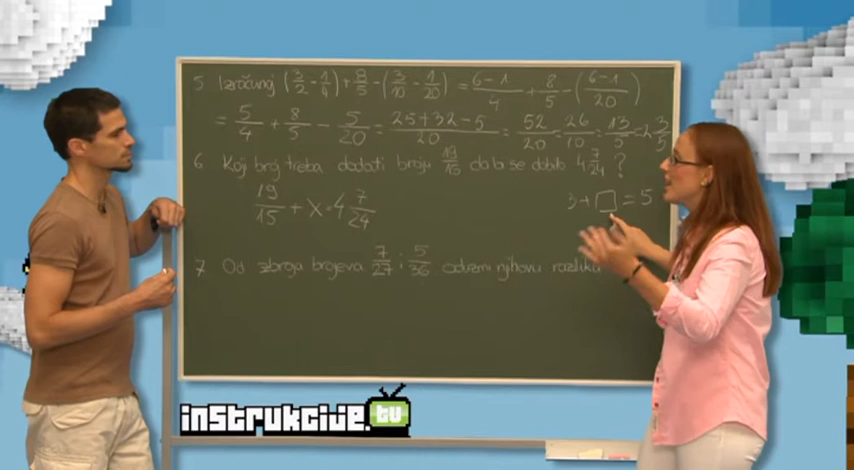 5 Izračunaj (3/2 - 1/4) + 8/5 - (3/10 - 1/20) = (6-1)/4 + 8/5 - ((6-1)/20)
= 5/4 + 8/5 - 5/20 = (25+32-5)/20 = 52/20 = 26/10 = 13/5 = 2 3/5
6 Koji broj treba dodati broju 19/15 da bi se dobilo 4 7/24 ?
19/15 + x = 4 7/24
3 + □ = 5
7 Od zbroja brojeva 7/27 i 5/36 oduzmi njihovu razliku
instrukcije.tv